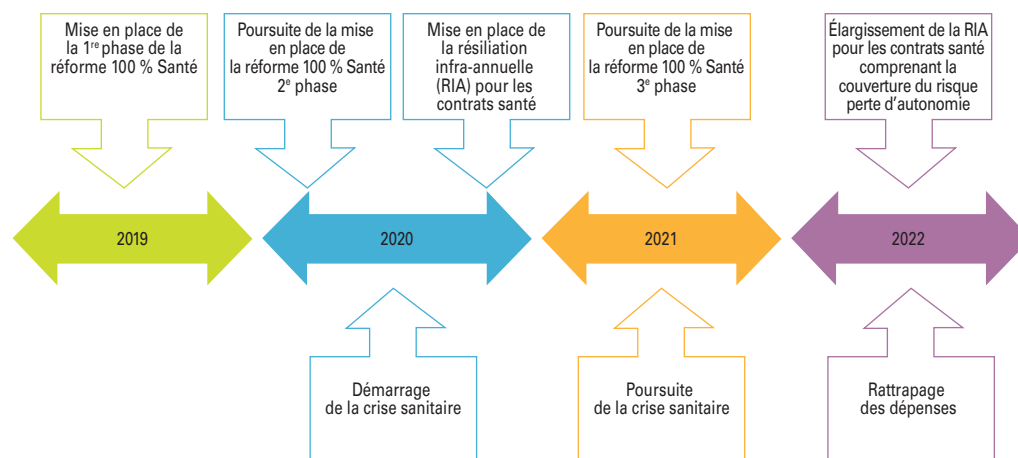 Mise en place de
la 1re phase de la
réforme 100 % Santé
Poursuite de la mise
en place de
la réforme 100 % Santé
2e phase
Mise en place de
la résiliation
infra-annuelle
(RIA) pour les
contrats santé
Poursuite de la mise
en place de
la réforme 100 % Santé
3e phase
Élargissement de la RIA
pour les contrats santé
comprenant la
couverture du risque
perte d'autonomie
2019
2020
2021
2022
Démarrage
de la crise sanitaire
Poursuite
de la crise sanitaire
Rattrapage
des dépenses